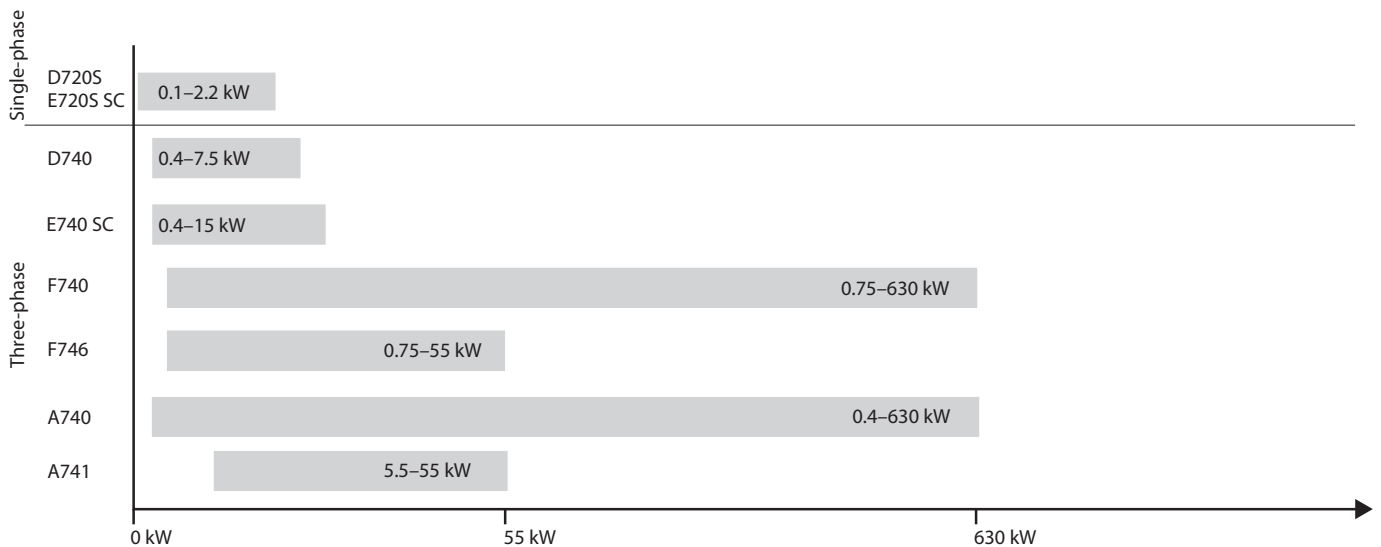 Single-phase
D720S
E720S SC
0.1–2.2 kW
Three-phase
D740
0.4–7.5 kW
E740 SC
0.4–15 kW
F740
0.75–630 kW
F746
0.75–55 kW
A740
0.4–630 kW
A741
5.5–55 kW
0 kW
55 kW
630 kW